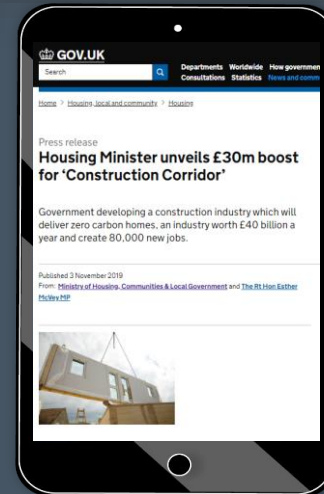 GOV.UK
Search
Departments Worldwide How governmen
Consultations Statistics News and comm
Home > Housing, local and community > Housing
Press release
Housing Minister unveils £30m boost
for ‘Construction Corridor’
Government developing a construction industry which will
deliver zero carbon homes, an industry worth £40 billion a
year and create 80,000 new jobs.
Published 3 November 2019
From: Ministry of Housing, Communities & Local Government and The Rt Hon Esther
McVey MP